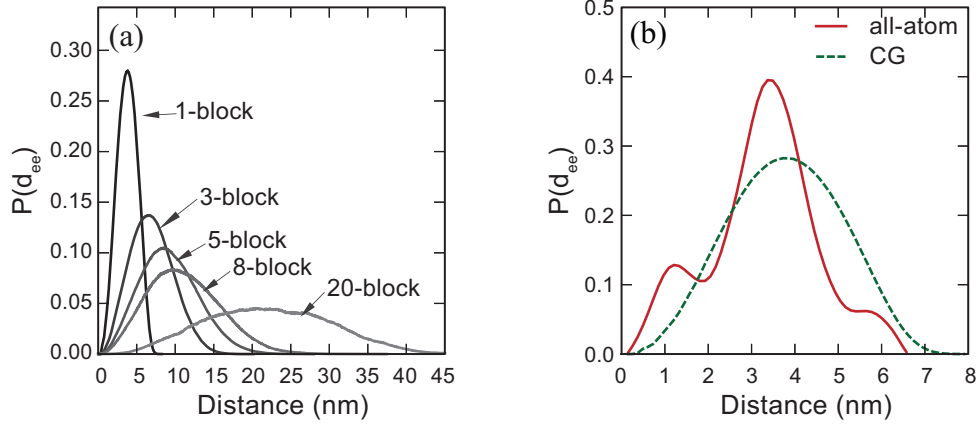 (a)
P(d_ee)
0.30
0.25
0.20
0.15
0.10
0.05
0.00
1-block
3-block
5-block
8-block
20-block
0 5 10 15 20 25 30 35 40 45
Distance (nm)
(b)
P(d_ee)
0.5
0.4
0.3
0.2
0.1
0.0
all-atom
CG
0 1 2 3 4 5 6 7 8
Distance (nm)